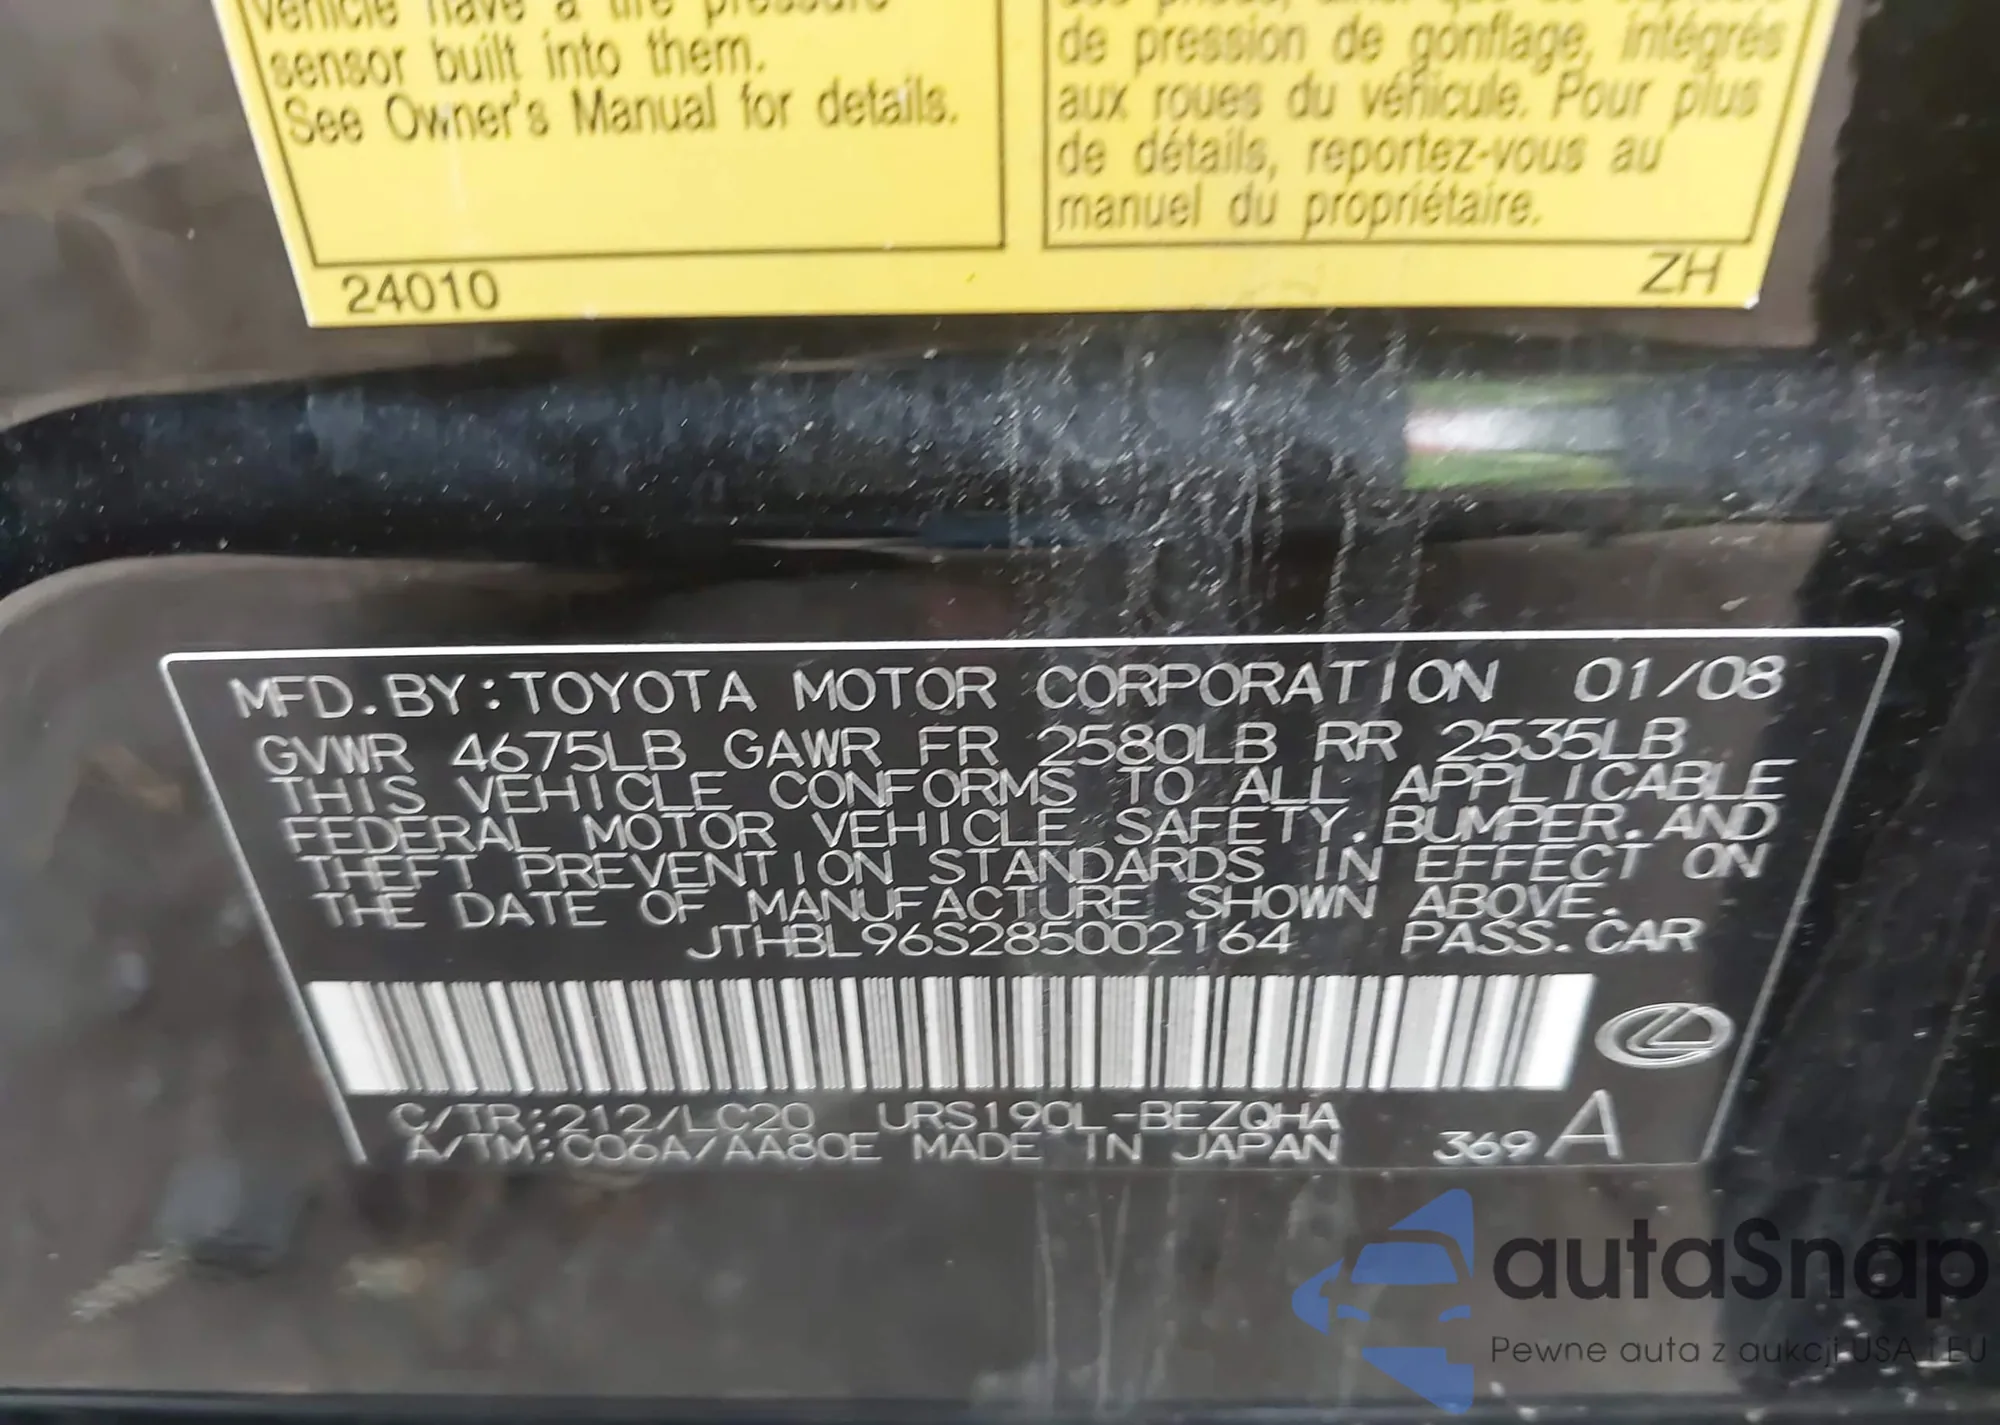 vehicle have a tire pressure
sensor built into them.
See Owner's Manual for details.
24010
de pression de gonflage, intégrés
aux roues du véhicule. Pour plus
de détails, reportez-vous au
manuel du propriétaire.
ZH
MFD.BY:TOYOTA MOTOR CORPORATION 01/08
GVWR 4675LB GAWR FR 2580LB RR 2535LB
THIS VEHICLE CONFORMS TO ALL APPLICABLE
FEDERAL MOTOR VEHICLE SAFETY,BUMPER,AND
THEFT PREVENTION STANDARDS IN EFFECT ON
THE DATE OF MANUFACTURE SHOWN ABOVE.
JTHBL96S285002164 PASS.CAR
C/TR:212/LC20 URS190L-BEZQHA
A/TM:C06A/AA80E MADE IN JAPAN 369 A
autaSnap
Pewne auta z aukcji USA i EU